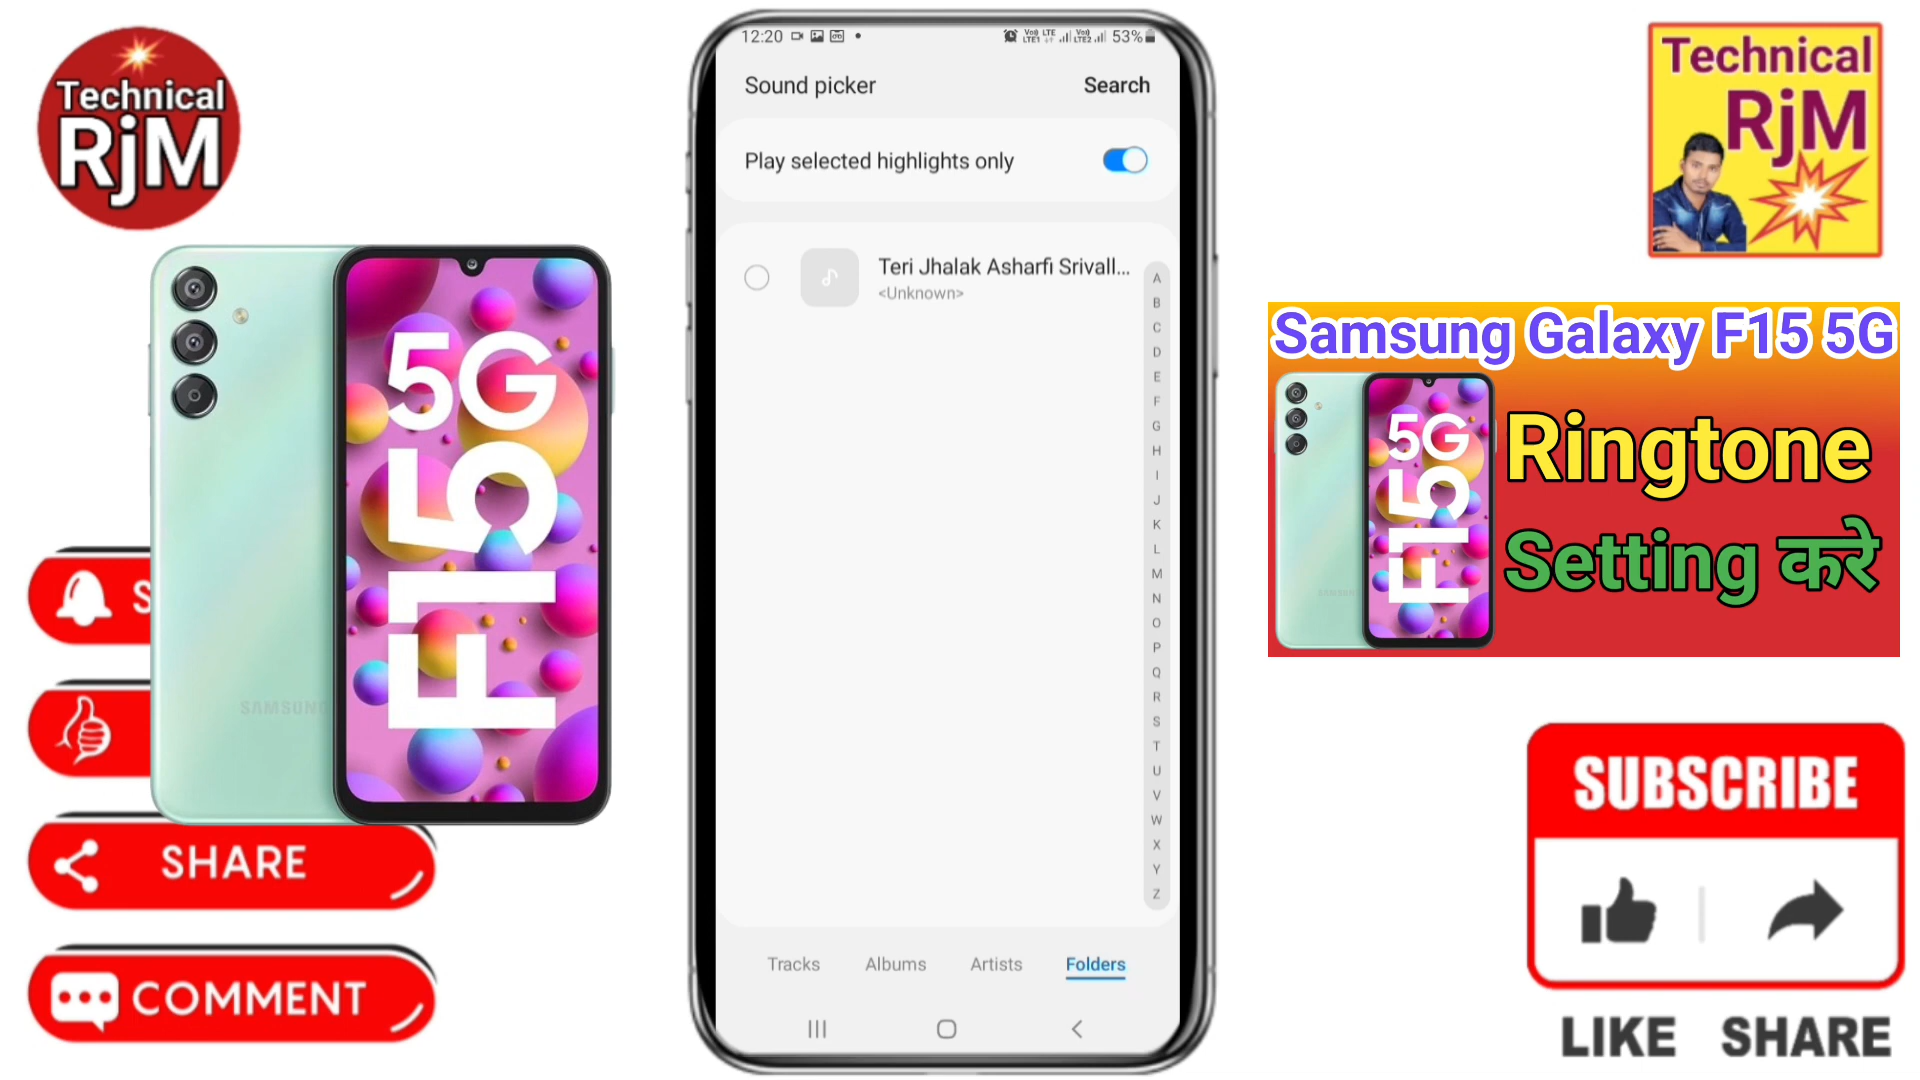 Technical
RjM
5G
F15
SAMSUNG
SHARE
COMMENT
12:20
53%
Sound picker
Search
Play selected highlights only
Teri Jhalak Asharfi Srivall...
<Unknown>
A
B
C
D
E
F
G
H
I
J
K
L
M
N
O
P
Q
R
S
T
U
V
W
X
Y
Z
Tracks Albums Artists Folders
Technical
RjM
Samsung Galaxy F15 5G
5G
F15
Ringtone
Setting करे
SUBSCRIBE
LIKE SHARE